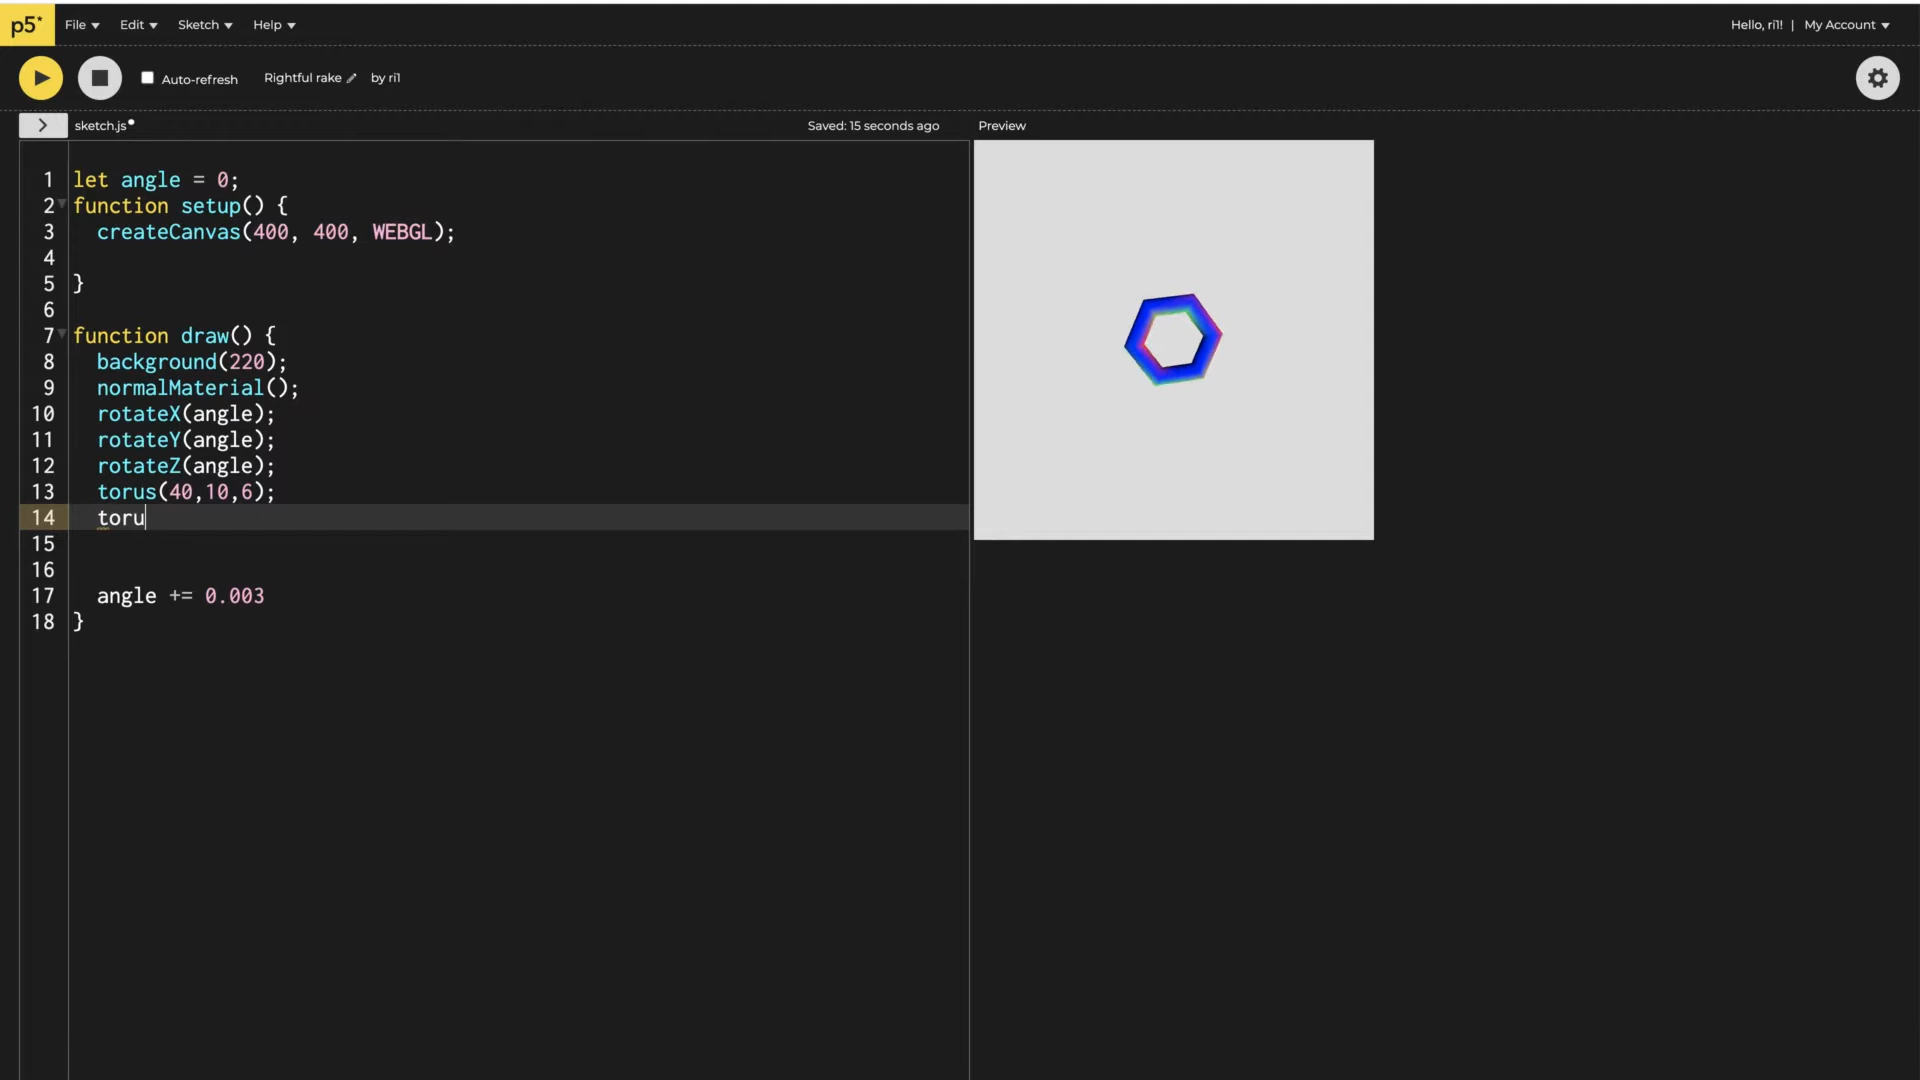 p5* File Edit Sketch Help Hello, ri1! | My Account
Auto-refresh Rightful rake by ri1
> sketch.js Saved: 15 seconds ago Preview
1 let angle = 0;
2 function setup() {
3 createCanvas(400, 400, WEBGL);
4
5 }
6
7 function draw() {
8 background(220);
9 normalMaterial();
10 rotateX(angle);
11 rotateY(angle);
12 rotateZ(angle);
13 torus(40,10,6);
14 toru
15
16
17 angle += 0.003
18 }